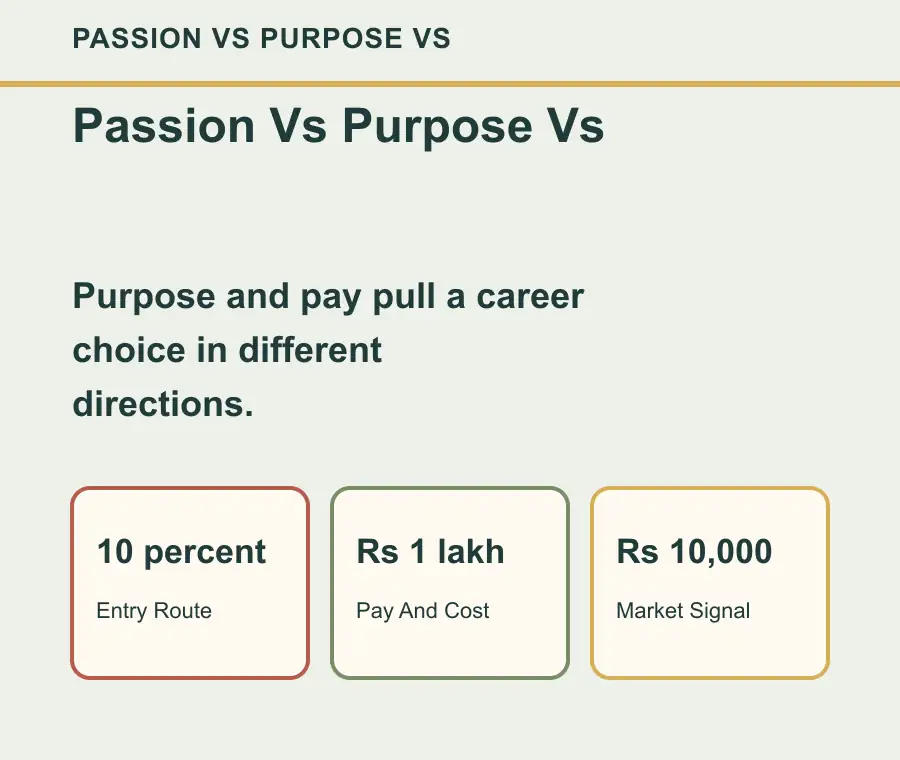 PASSION VS PURPOSE VS
Passion Vs Purpose Vs
Purpose and pay pull a career
choice in different
directions.
10 percent
Entry Route
Rs 1 lakh
Pay And Cost
Rs 10,000
Market Signal